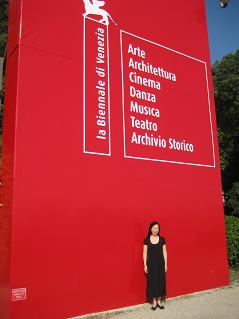 la Biennale di Venezia
Arte
Architettura
Cinema
Danza
Musica
Teatro
Archivio Storico